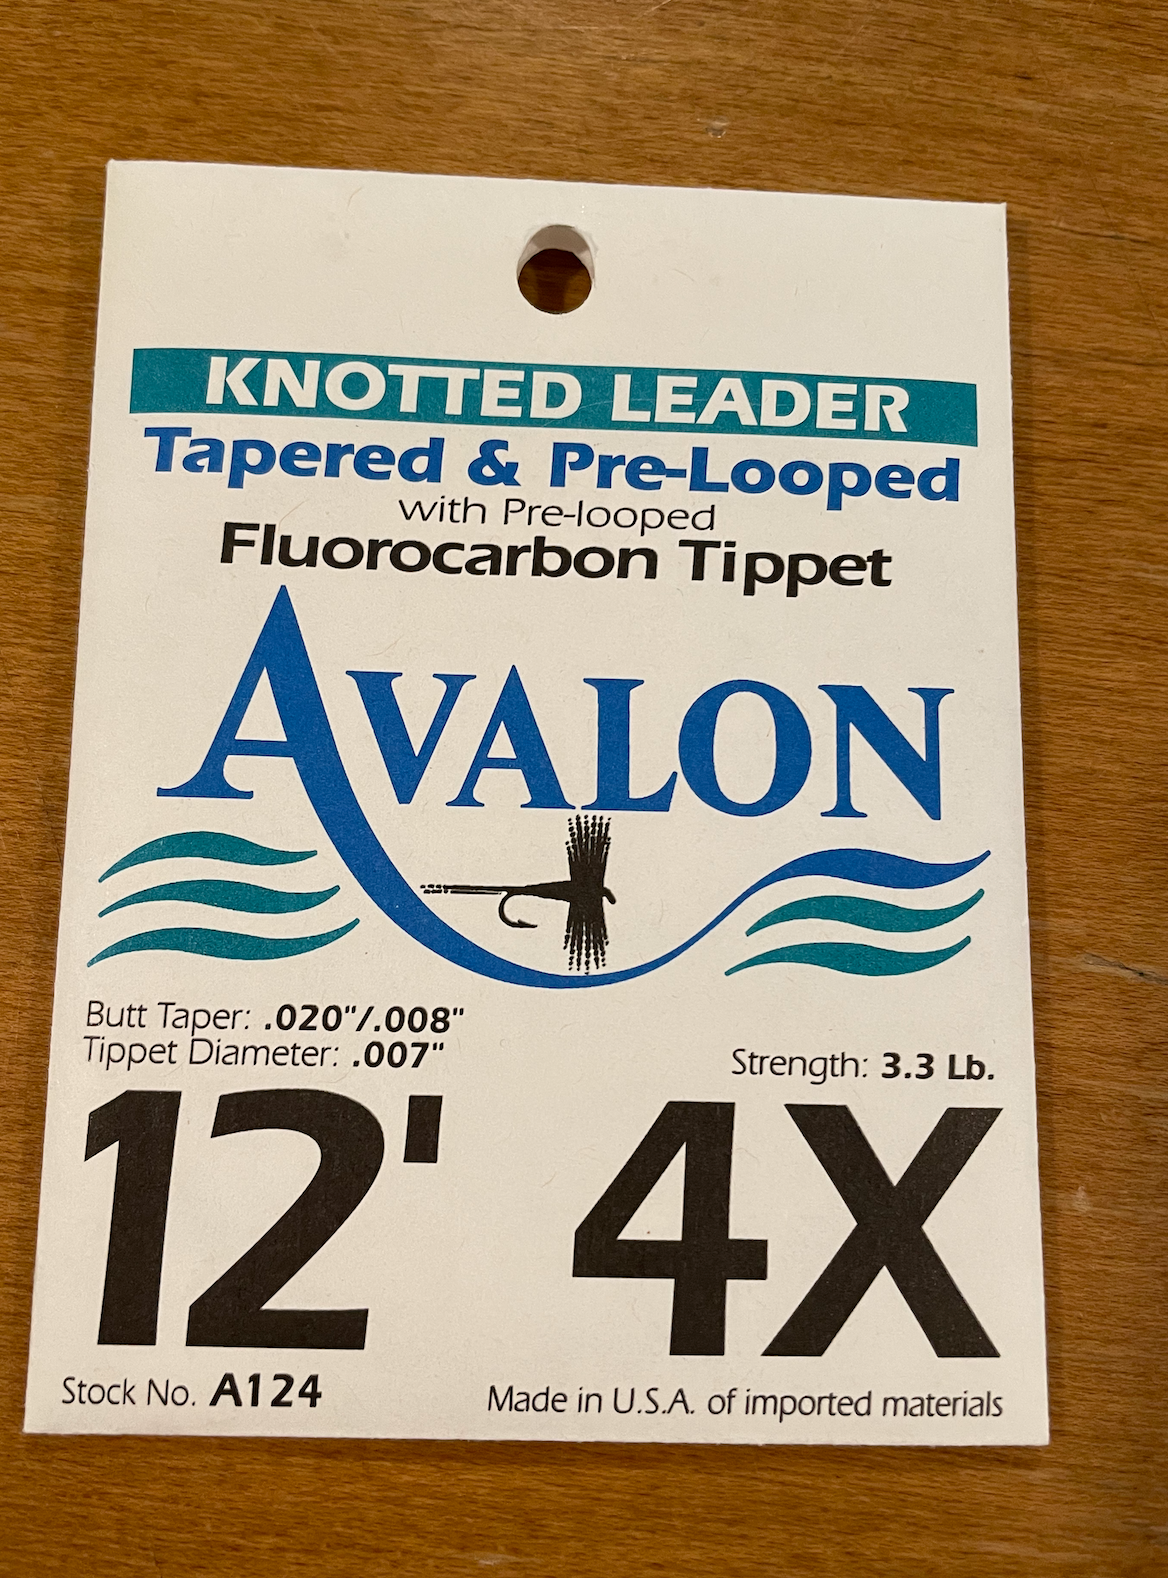 KNOTTED LEADER
Tapered & Pre-Looped
with Pre-looped
Fluorocarbon Tippet
AVALON
Butt Taper: .020"/.008"
Tippet Diameter: .007"
Strength: 3.3 Lb.
12' 4X
Stock No. A124
Made in U.S.A. of imported materials